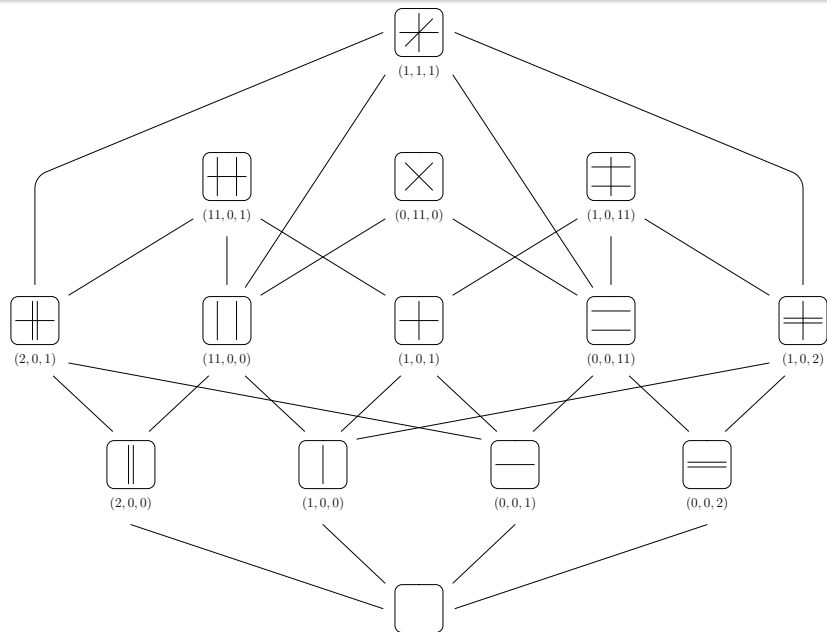 (1, 1, 1)
(11, 0, 1)
(0, 11, 0)
(1, 0, 11)
(2, 0, 1)
(11, 0, 0)
(1, 0, 1)
(0, 0, 11)
(1, 0, 2)
(2, 0, 0)
(1, 0, 0)
(0, 0, 1)
(0, 0, 2)